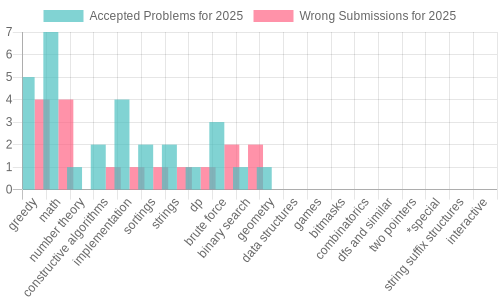 Accepted Problems for 2025 Wrong Submissions for 2025
7
6
5
4
3
2
1
0
greedy
math
number theory
constructive algorithms
implementation
sortings
strings
dp
brute force
binary search
geometry
data structures
games
bitmasks
combinatorics
dfs and similar
two pointers
*special
string suffix structures
interactive